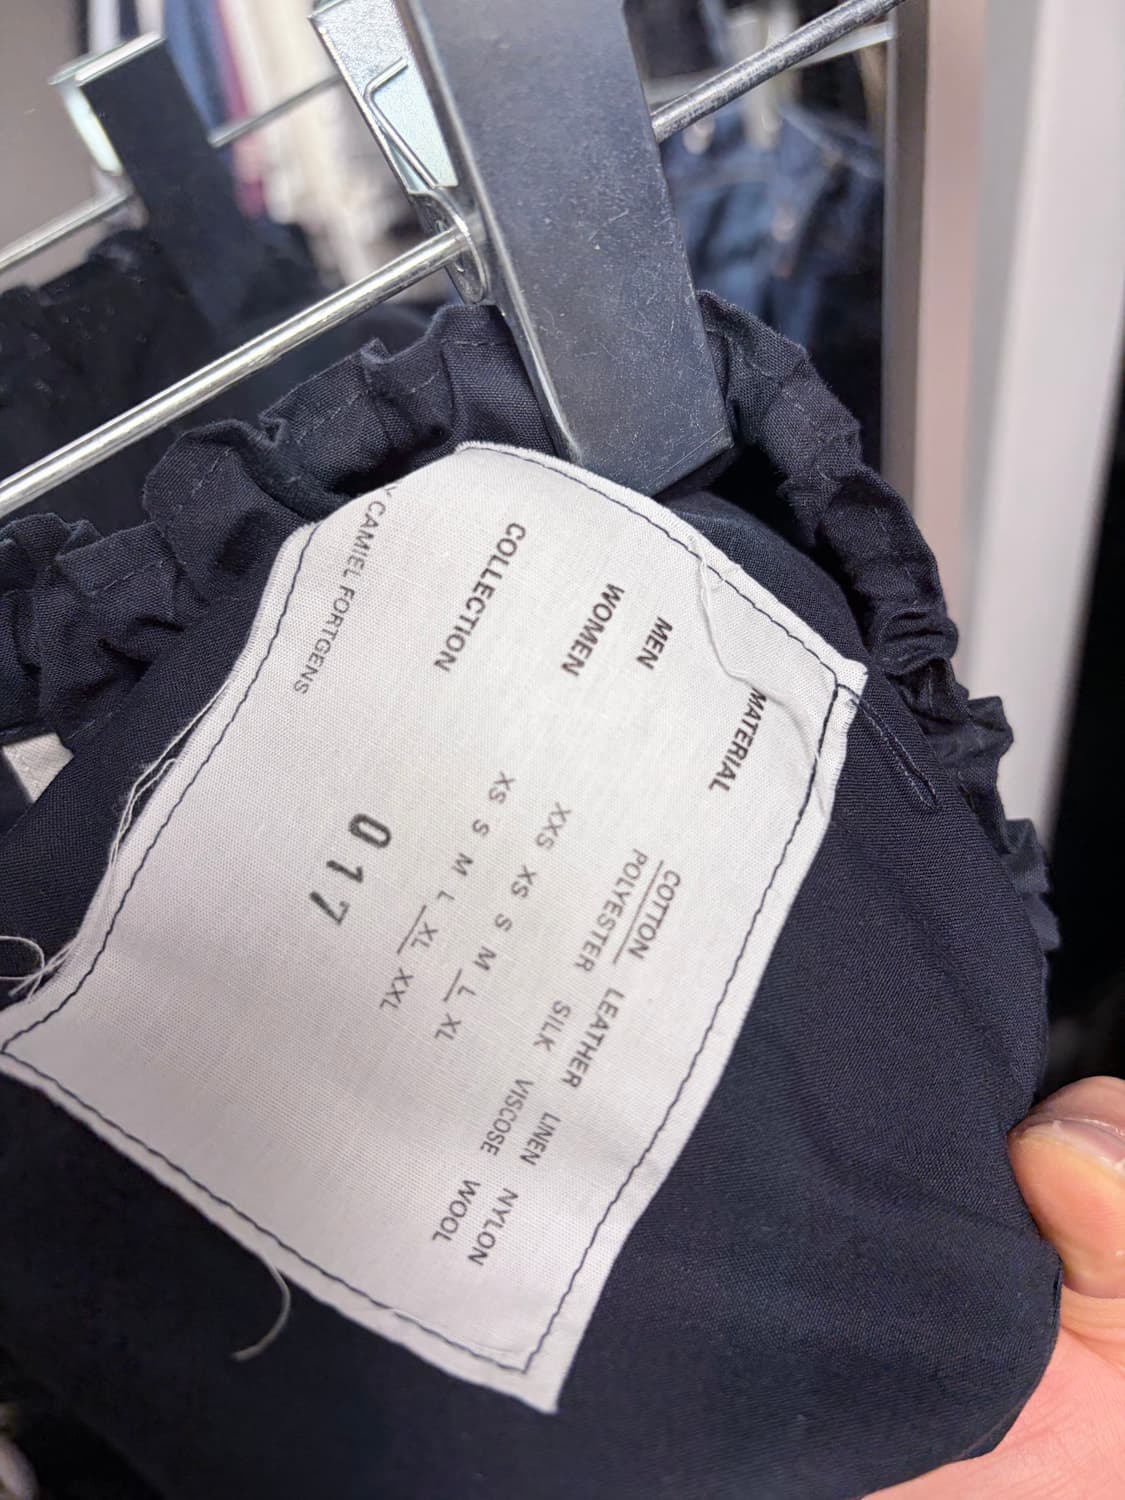 MATERIAL COTTON LEATHER LINEN NYLON
POLYESTER SILK VISCOSE WOOL
MEN XXS XS S M L XL
WOMEN XS S M L XL XXL
COLLECTION 017
Y CAMIEL FORTGENS